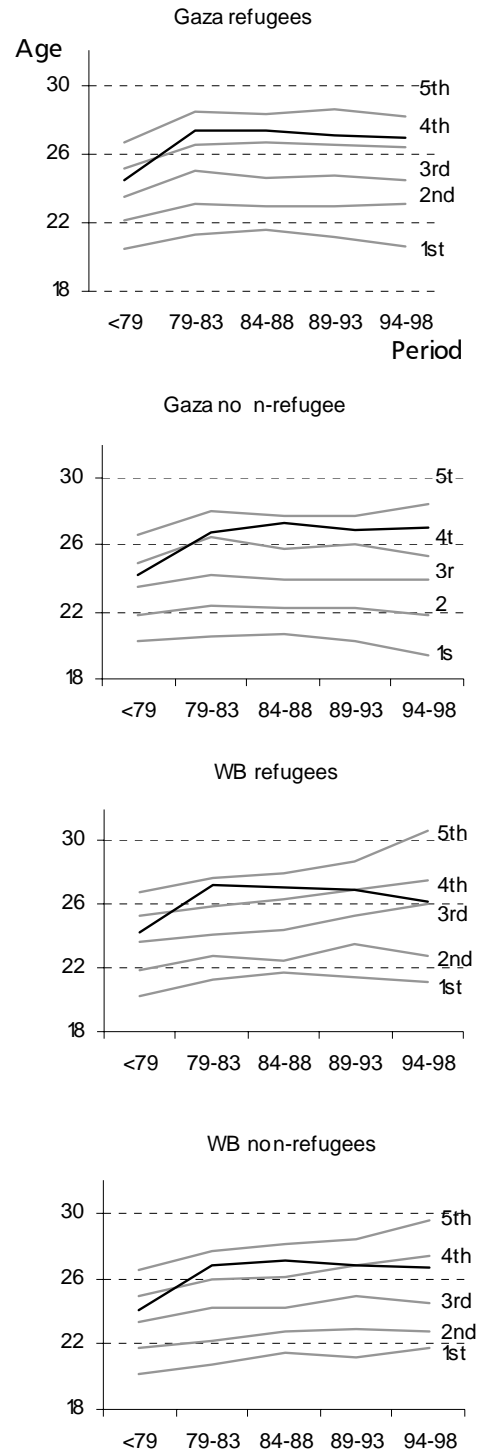 Gaza refugees
Age
30
5th
4th
26
3rd
2nd
22
1st
18
<79 79-83 84-88 89-93 94-98
Period
Gaza no n-refugee
30
5t
4t
26
3r
22
2
1s
18
<79 79-83 84-88 89-93 94-98
WB refugees
30
5th
4th
26
3rd
22
2nd
1st
18
<79 79-83 84-88 89-93 94-98
WB non-refugees
30
5th
4th
26
3rd
2nd
22
1st
18
<79 79-83 84-88 89-93 94-98